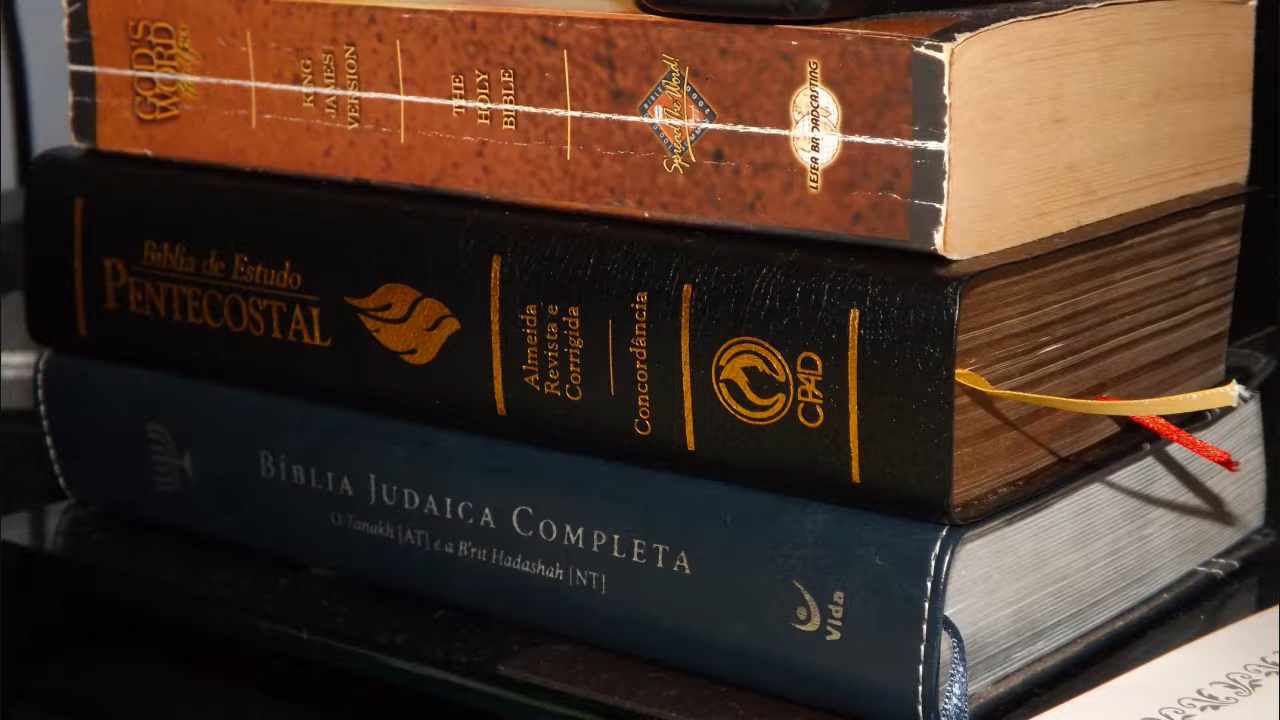 GOD'S
WORD
KING
JAMES
VERSION
THE
HOLY
BIBLE
BIBLE
Spread The Word!
LESEA BROADCASTING
Bíblia de Estudo
PENTECOSTAL
Almeida
Revista e
Corrigida
Concordância
CPAD
BÍBLIA JUDAICA COMPLETA
O Tanakh [AT] e a B'rit Hadashah [NT]
Vida